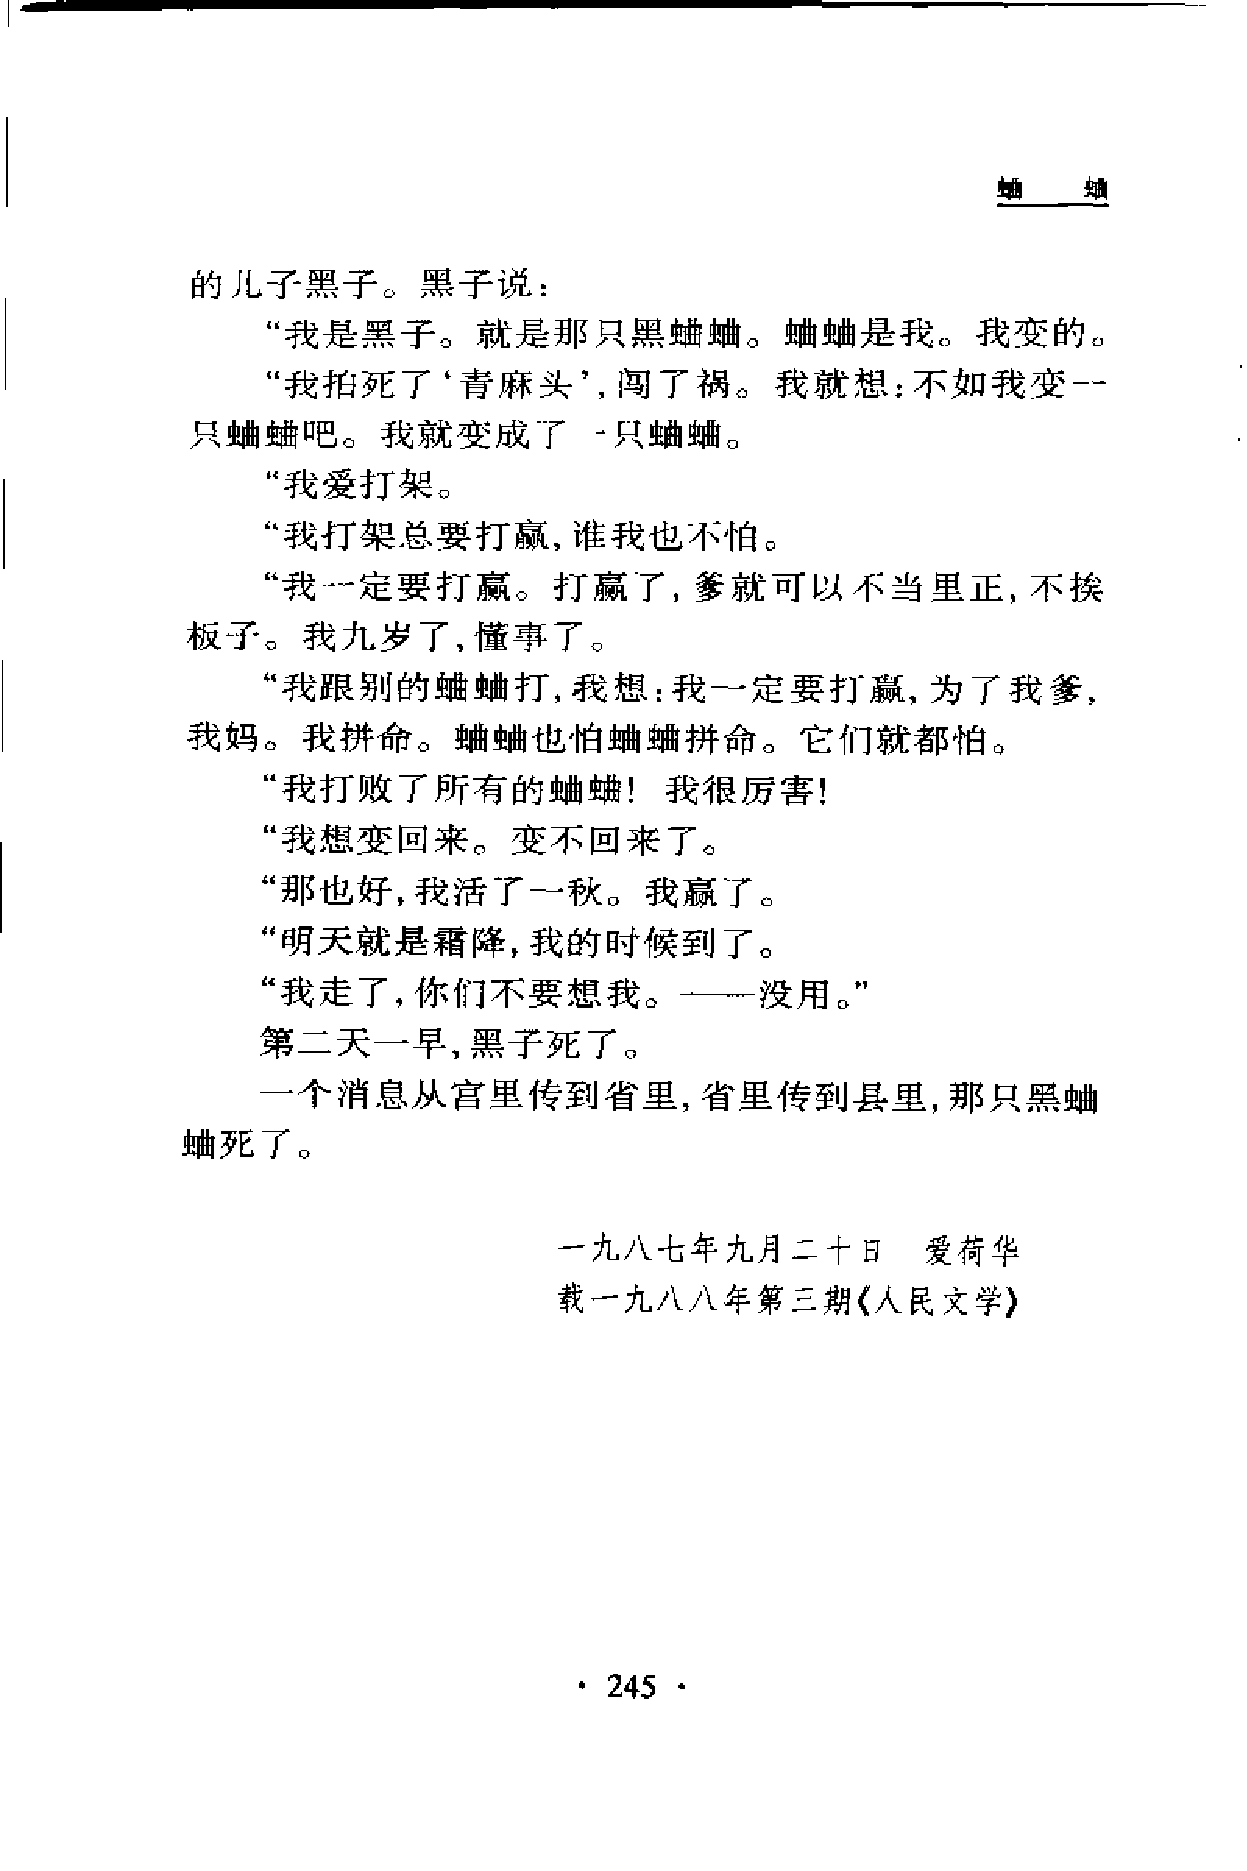 蛐　　蛐
的儿子黑子。黑子说:
“我是黑子。就是那只黑蛐蛐。蛐蛐是我。我变的。
“我拍死了‘青麻头’,闯了祸。我就想:不如我变一
只蛐蛐吧。我就变成了一只蛐蛐。
“我爱打架。
“我打架总要打赢,谁我也不怕。
“我一定要打赢。打赢了,爹就可以不当里正,不挨
板子。我九岁了,懂事了。
“我跟别的蛐蛐打,我想:我一定要打赢,为了我爹,
我妈。我拼命。蛐蛐也怕蛐蛐拼命。它们就都怕。
“我打败了所有的蛐蛐! 我很厉害!
“我想变回来。变不回来了。
“那也好,我活了一秋。我赢了。
“明天就是霜降,我的时候到了。
“我走了,你们不要想我。——没用。”
第二天一早,黑子死了。
一个消息从宫里传到省里,省里传到县里,那只黑蛐
蛐死了。
一九八七年九月二十日　爱荷华
载一九八八年第三期《人民文学》
· 245 ·